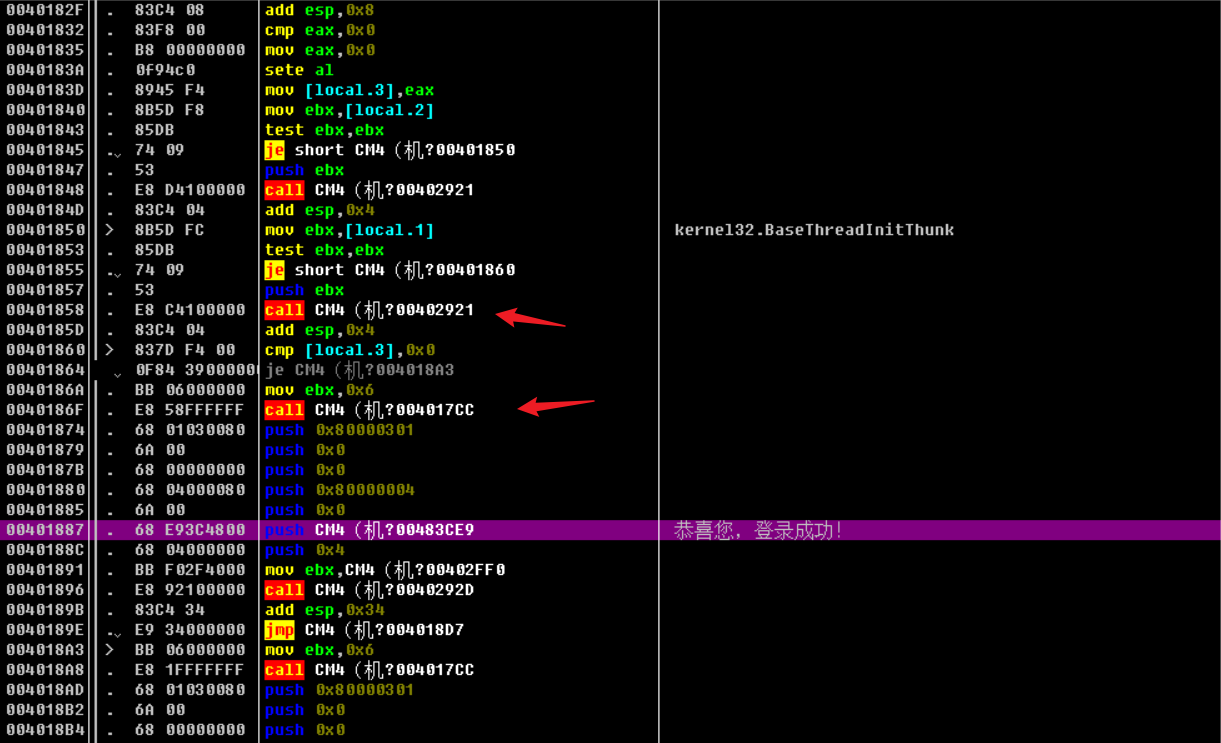 0040182F . 83C4 08 add esp,0x8
00401832 . 83F8 00 cmp eax,0x0
00401835 . B8 00000000 mov eax,0x0
0040183A . 0f94c0 sete al
0040183D . 8945 F4 mov [local.3],eax
00401840 . 8B5D F8 mov ebx,[local.2]
00401843 . 85DB test ebx,ebx
00401845 . 74 09 je short CM4 (机?00401850
00401847 . 53 push ebx
00401848 . E8 D4100000 call CM4 (机?00402921
0040184D . 83C4 04 add esp,0x4
00401850 > 8B5D FC mov ebx,[local.1] kernel32.BaseThreadInitThunk
00401853 . 85DB test ebx,ebx
00401855 . 74 09 je short CM4 (机?00401860
00401857 . 53 push ebx
00401858 . E8 C4100000 call CM4 (机?00402921
0040185D . 83C4 04 add esp,0x4
00401860 > 837D F4 00 cmp [local.3],0x0
00401864 0F84 3900000 je CM4 (机?004018A3
0040186A . BB 06000000 mov ebx,0x6
0040186F . E8 58FFFFFF call CM4 (机?004017CC
00401874 . 68 01030080 push 0x80000301
00401879 . 6A 00 push 0x0
0040187B . 68 00000000 push 0x0
00401880 . 68 04000080 push 0x80000004
00401885 . 6A 00 push 0x0
00401887 . 68 E93C4800 push CM4 (机?00483CE9 恭喜您，登录成功！
0040188C . 68 04000000 push 0x4
00401891 . BB F02F4000 mov ebx,CM4 (机?00402FF0
00401896 . E8 92100000 call CM4 (机?0040292D
0040189B . 83C4 34 add esp,0x34
0040189E . E9 34000000 jmp CM4 (机?004018D7
004018A3 > BB 06000000 mov ebx,0x6
004018A8 . E8 1FFFFFFF call CM4 (机?004017CC
004018AD . 68 01030080 push 0x80000301
004018B2 . 6A 00 push 0x0
004018B4 . 68 00000000 push 0x0